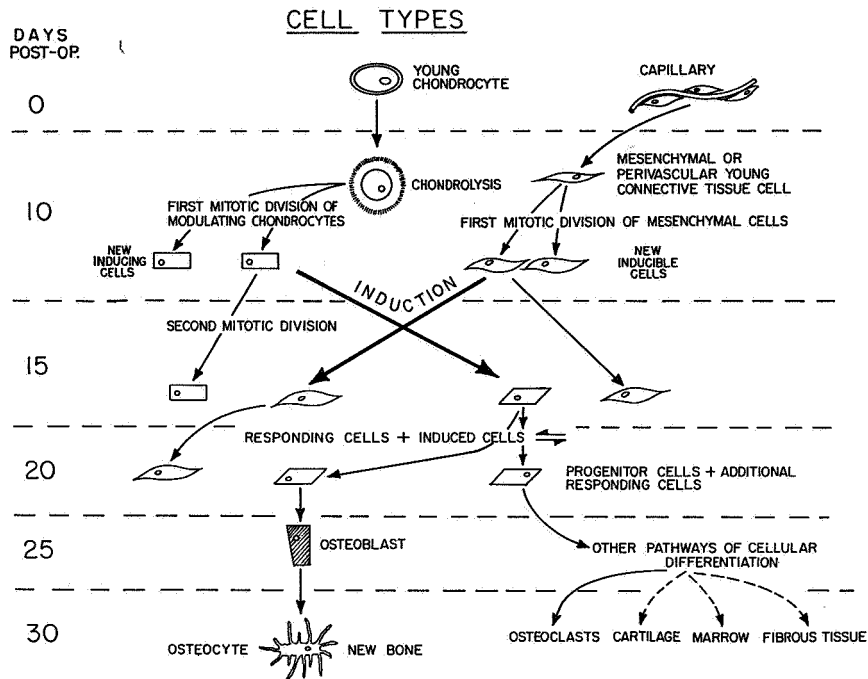 CELL TYPES
DAYS
POST-OP.
0
YOUNG
CHONDROCYTE
CAPILLARY
10
CHONDROLYSIS
MESENCHYMAL OR
PERIVASCULAR YOUNG
CONNECTIVE TISSUE CELL
FIRST MITOTIC DIVISION OF
MODULATING CHONDROCYTES
FIRST MITOTIC DIVISION OF MESENCHYMAL CELLS
NEW
INDUCING
CELLS
NEW
INDUCIBLE
CELLS
INDUCTION
SECOND MITOTIC DIVISION
15
RESPONDING CELLS + INDUCED CELLS
20
PROGENITOR CELLS + ADDITIONAL
RESPONDING CELLS
25
OSTEOBLAST
OTHER PATHWAYS OF CELLULAR
DIFFERENTIATION
30
OSTEOCYTE
NEW BONE
OSTEOCLASTS
CARTILAGE
MARROW
FIBROUS TISSUE